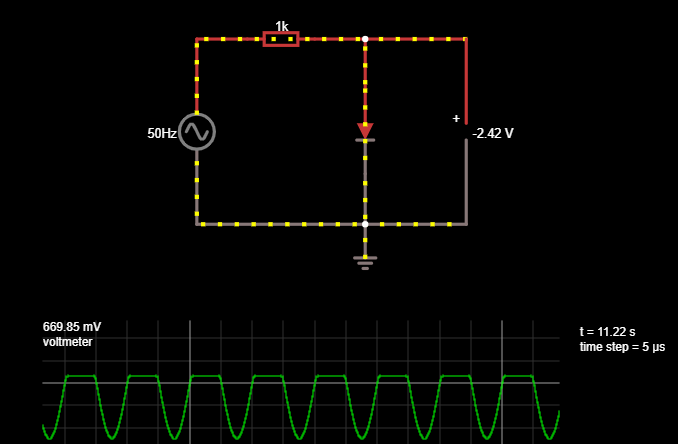 1k
50Hz
+
-2.42 V
669.85 mV
voltmeter
t = 11.22 s
time step = 5 µs